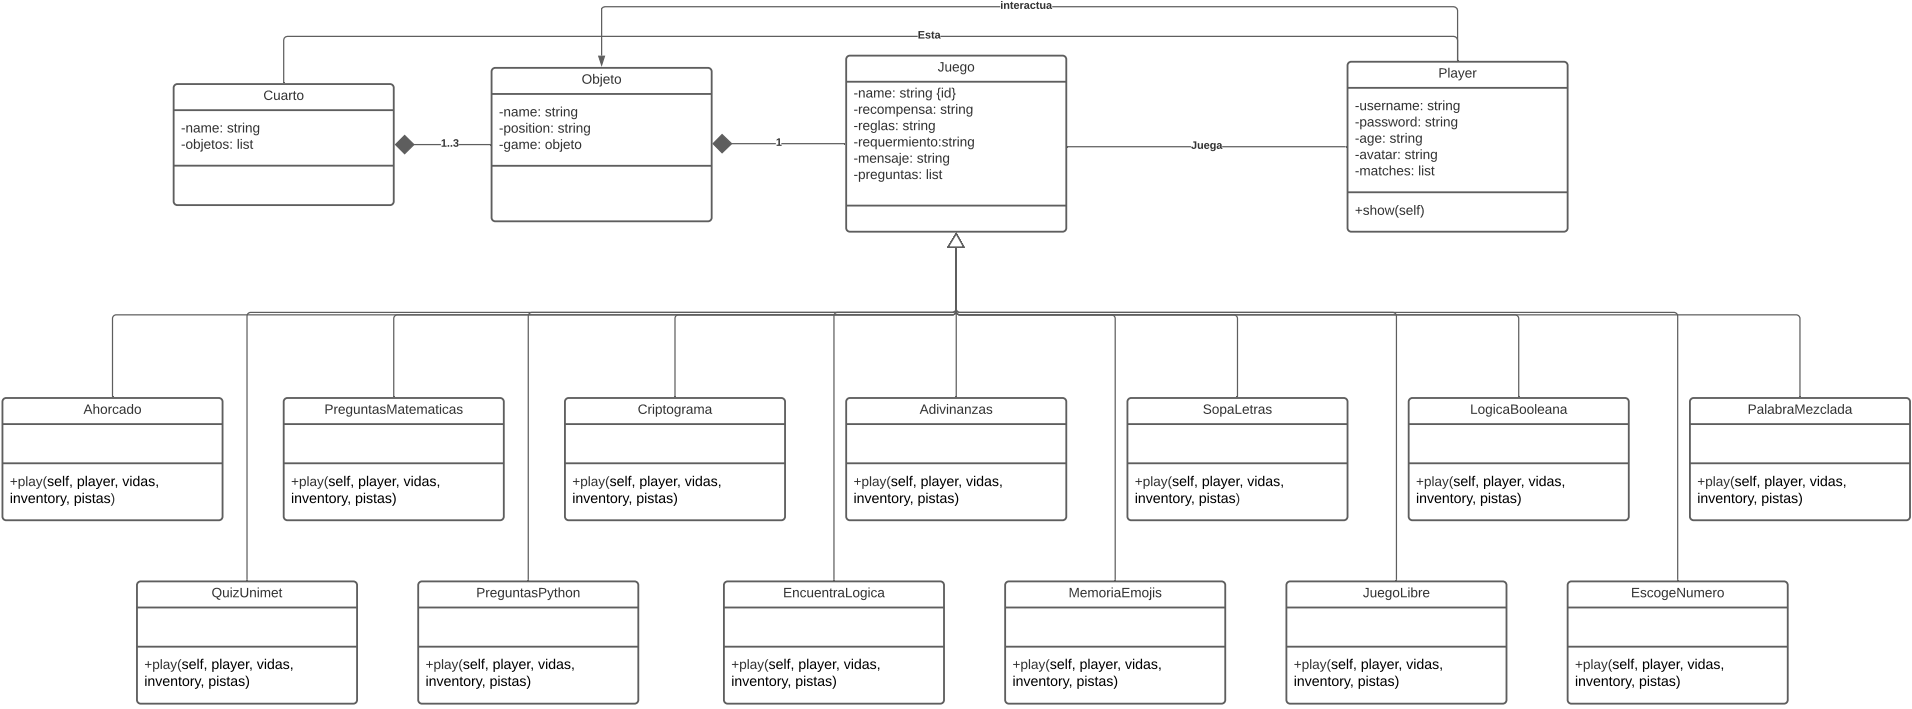 interactua
Esta
Cuarto
-name: string
-objetos: list
1..3
Objeto
-name: string
-position: string
-game: objeto
1
Juego
-name: string {id}
-recompensa: string
-reglas: string
-requermiento:string
-mensaje: string
-preguntas: list
Juega
Player
-username: string
-password: string
-age: string
-avatar: string
-matches: list
+show(self)
Ahorcado
+play(self, player, vidas,
inventory, pistas)
PreguntasMatematicas
+play(self, player, vidas,
inventory, pistas)
Criptograma
+play(self, player, vidas,
inventory, pistas)
Adivinanzas
+play(self, player, vidas,
inventory, pistas)
SopaLetras
+play(self, player, vidas,
inventory, pistas)
LogicaBooleana
+play(self, player, vidas,
inventory, pistas)
PalabraMezclada
+play(self, player, vidas,
inventory, pistas)
QuizUnimet
+play(self, player, vidas,
inventory, pistas)
PreguntasPython
+play(self, player, vidas,
inventory, pistas)
EncuentraLogica
+play(self, player, vidas,
inventory, pistas)
MemoriaEmojis
+play(self, player, vidas,
inventory, pistas)
JuegoLibre
+play(self, player, vidas,
inventory, pistas)
EscogeNumero
+play(self, player, vidas,
inventory, pistas)